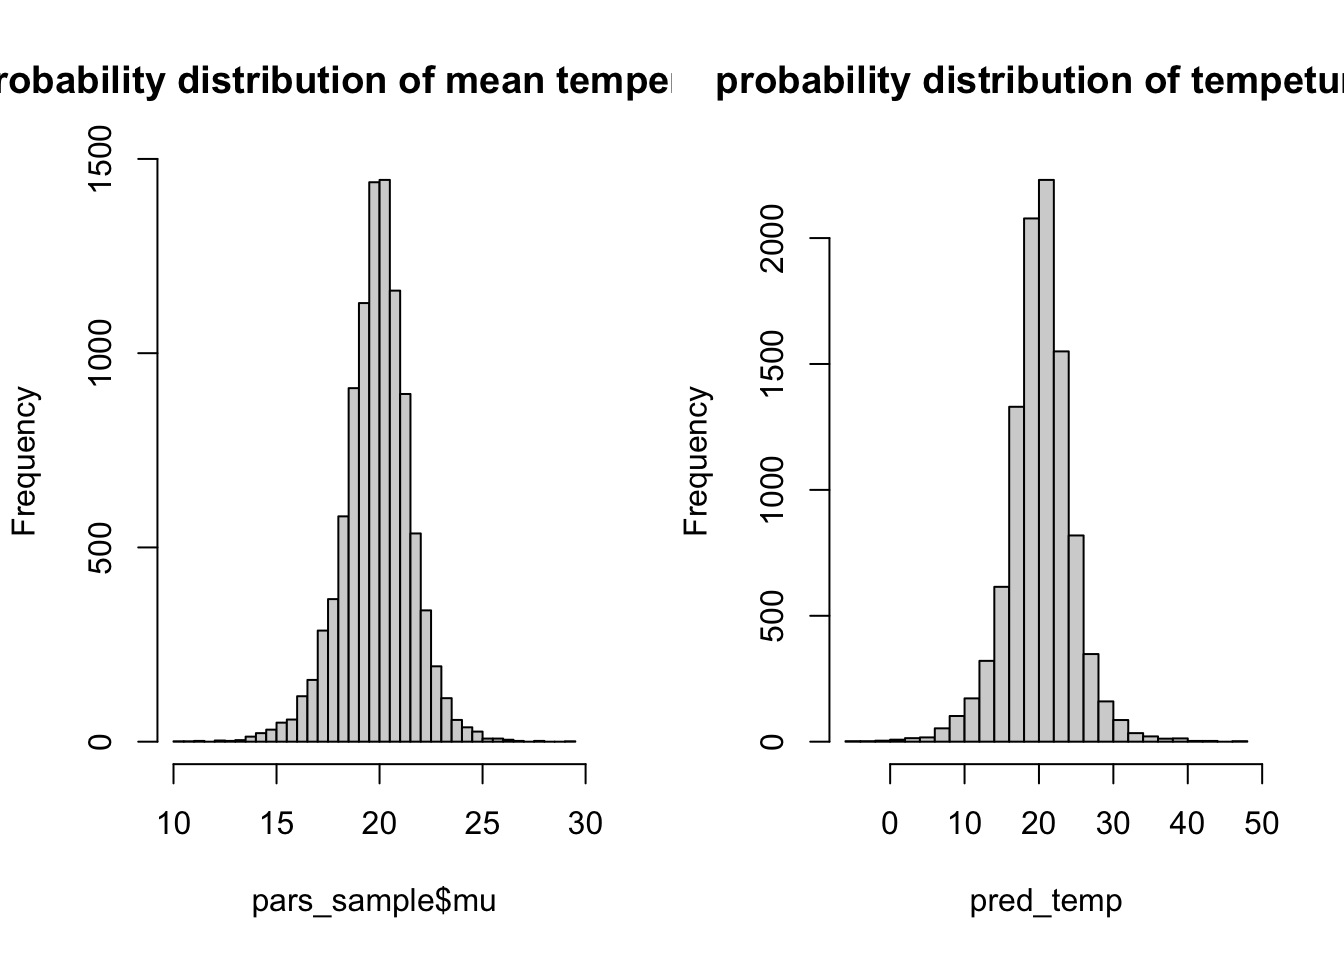 robability distribution of mean temper
Frequency
1500
1000
500
0
10 15 20 25 30
pars_sample$mu
probability distribution of tempetur
Frequency
2000
1500
1000
500
0
0 10 20 30 40 50
pred_temp